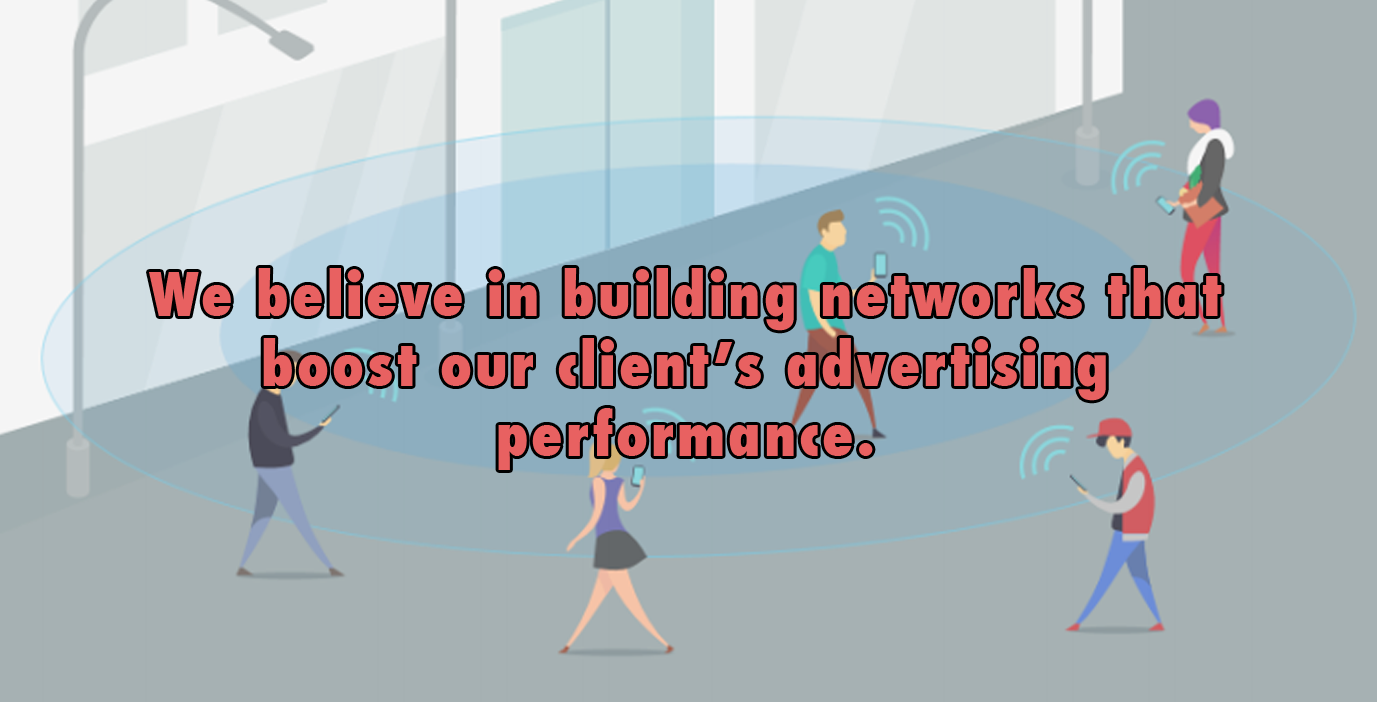 We believe in building networks that
boost our client’s advertising
performance.